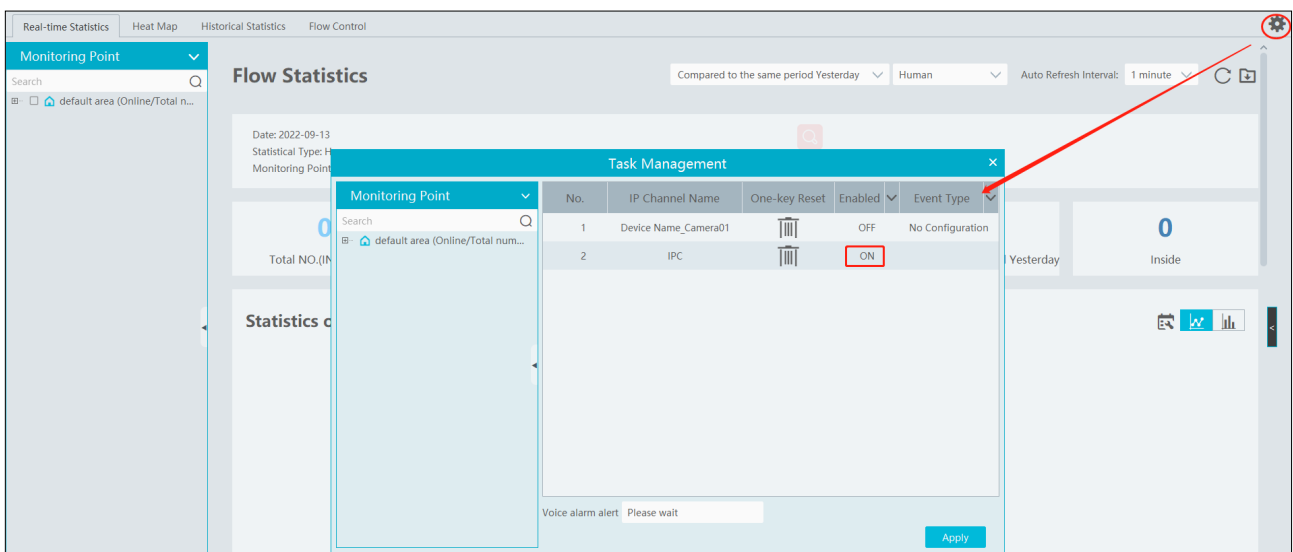 Real-time Statistics Heat Map Historical Statistics Flow Control
Monitoring Point
Search
default area (Online/Total n...
Flow Statistics
Compared to the same period Yesterday Human Auto Refresh Interval: 1 minute
Date: 2022-09-13
Statistical Type: H
Monitoring Point
0
Total NO.(IN
Yesterday
0
Inside
Statistics o
Task Management ×
Monitoring Point
Search
default area (Online/Total num...
No. IP Channel Name One-key Reset Enabled Event Type
1 Device Name_Camera01 OFF No Configuration
2 IPC ON
Voice alarm alert Please wait
Apply